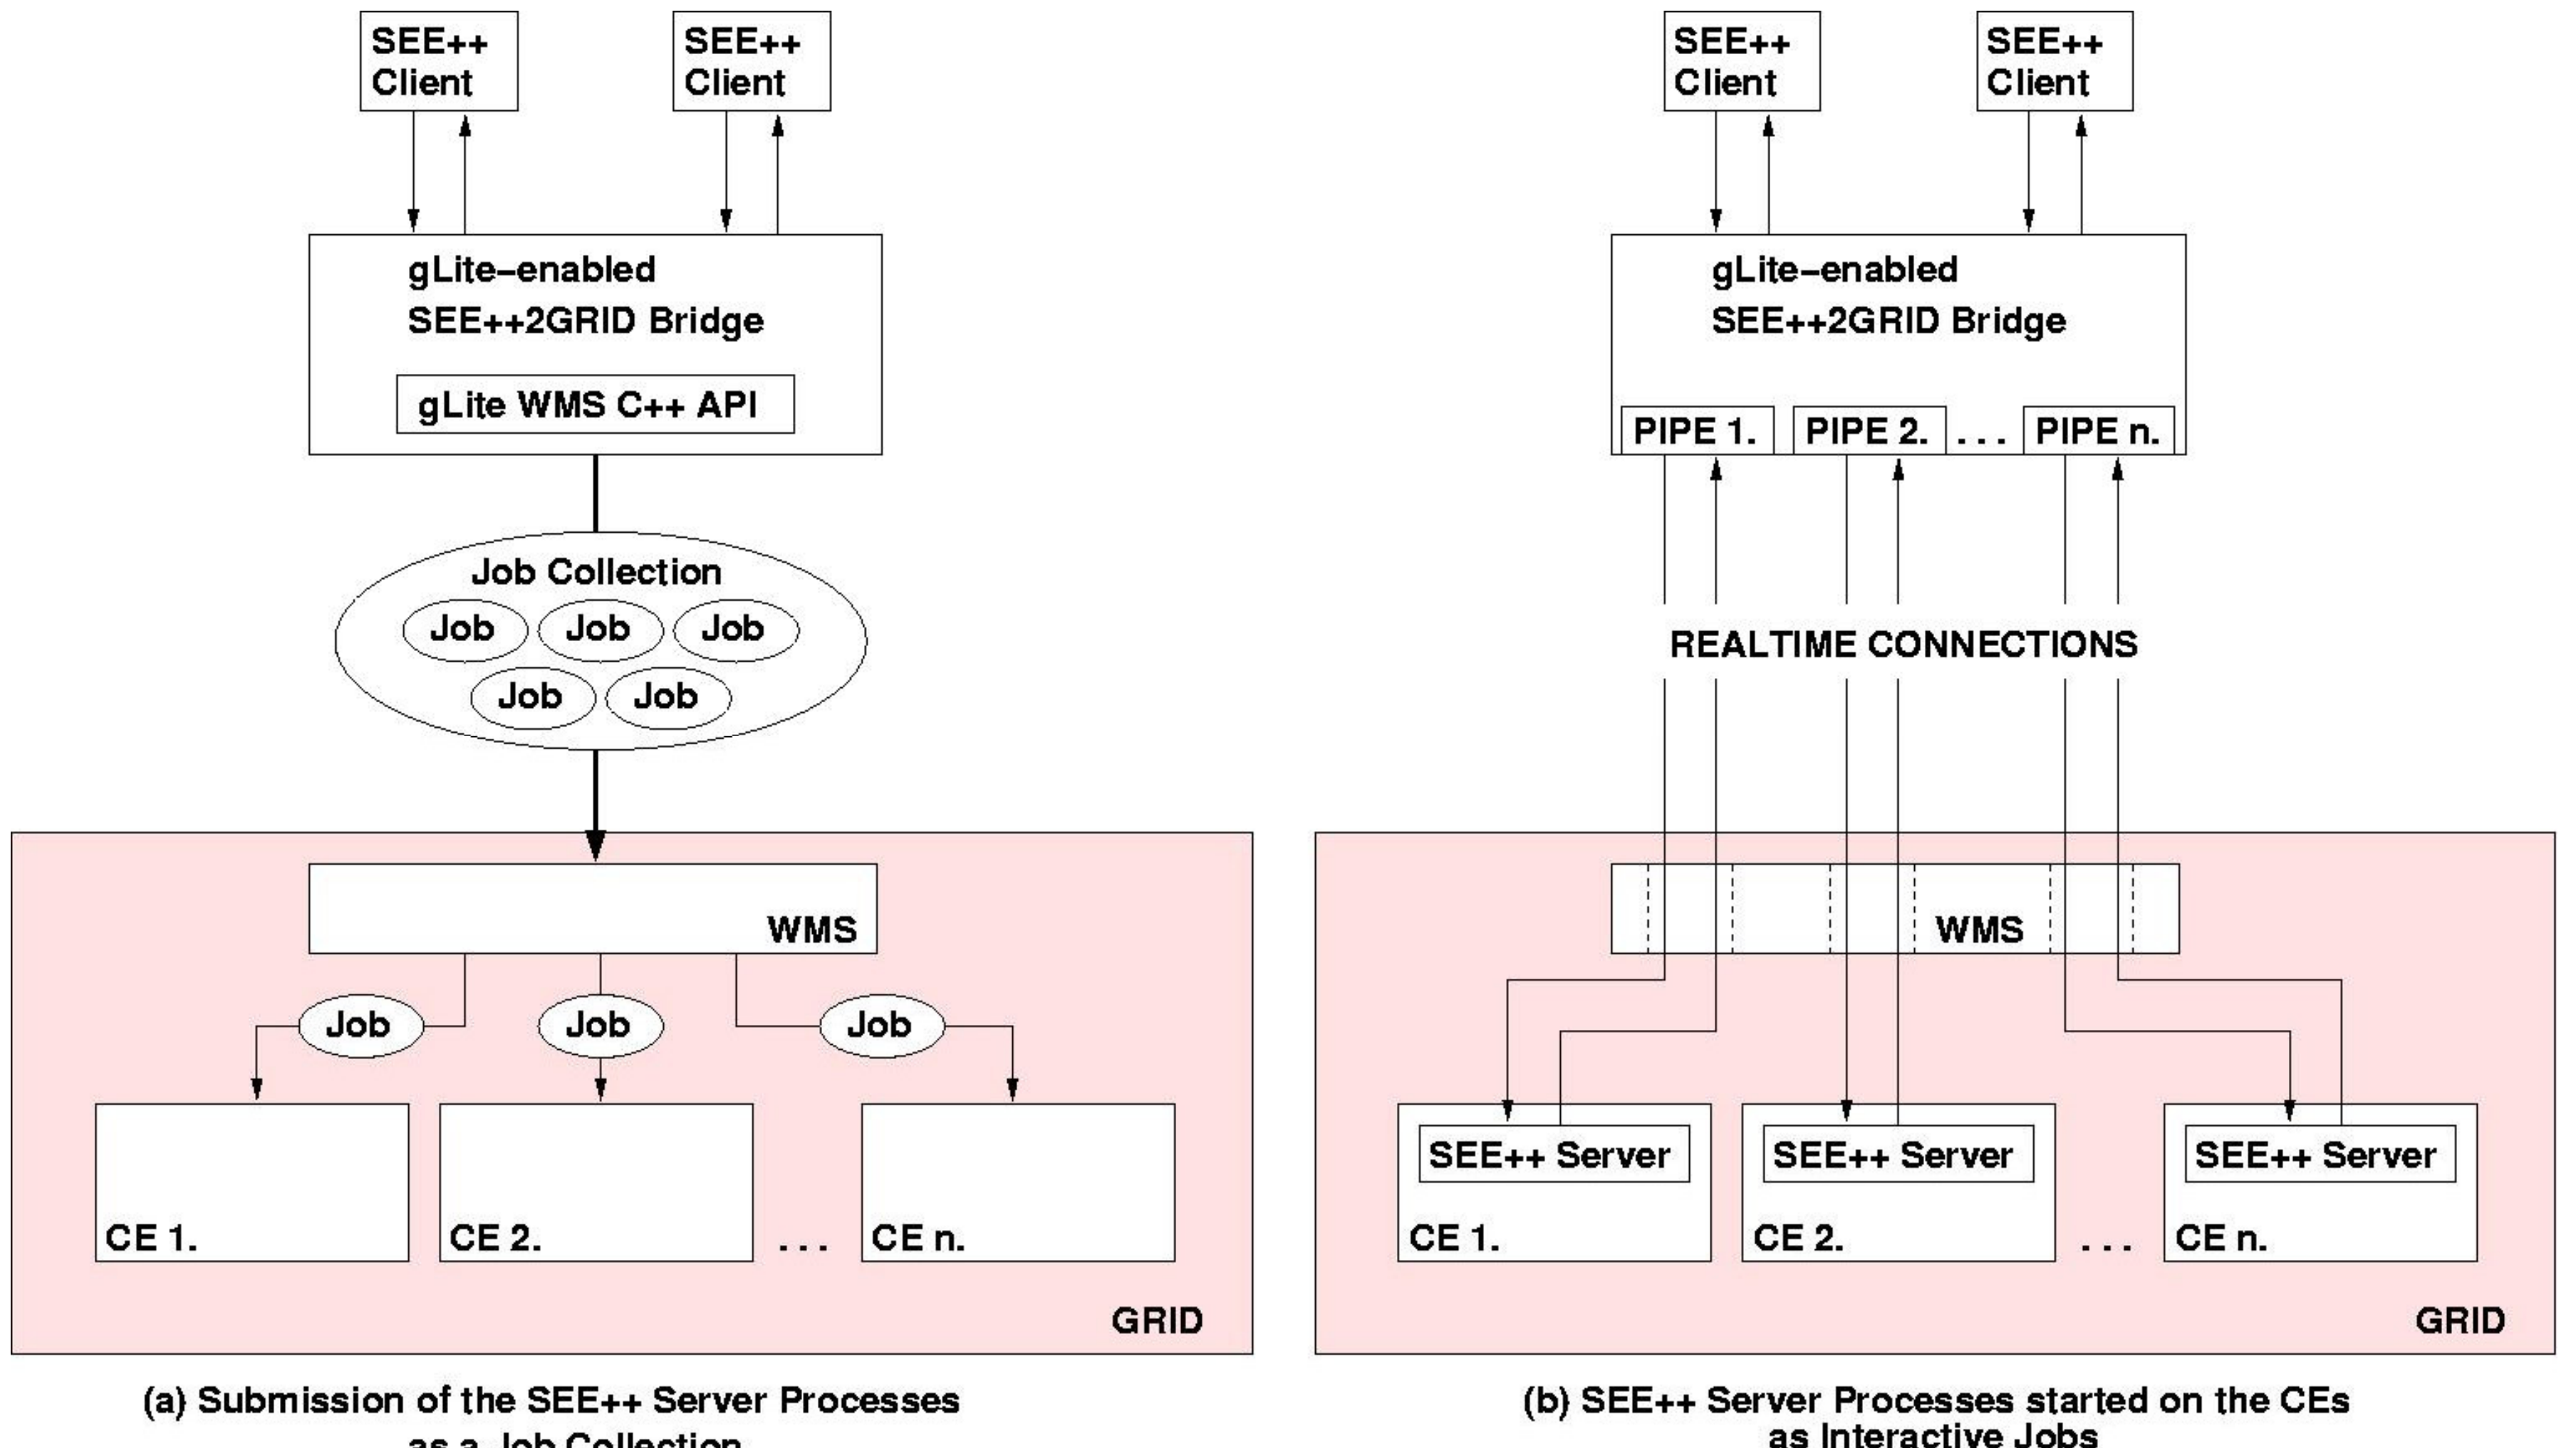 SEE++
Client
SEE++
Client
gLite–enabled
SEE++2GRID Bridge
gLite WMS C++ API
Job Collection
Job Job Job
Job Job
WMS
Job Job Job
CE 1. CE 2. ... CE n.
GRID
(a) Submission of the SEE++ Server Processes
as a Job Collection
SEE++
Client
SEE++
Client
gLite–enabled
SEE++2GRID Bridge
PIPE 1. PIPE 2. ... PIPE n.
REALTIME CONNECTIONS
WMS
SEE++ Server SEE++ Server SEE++ Server
CE 1. CE 2. ... CE n.
GRID
(b) SEE++ Server Processes started on the CEs
as Interactive Jobs